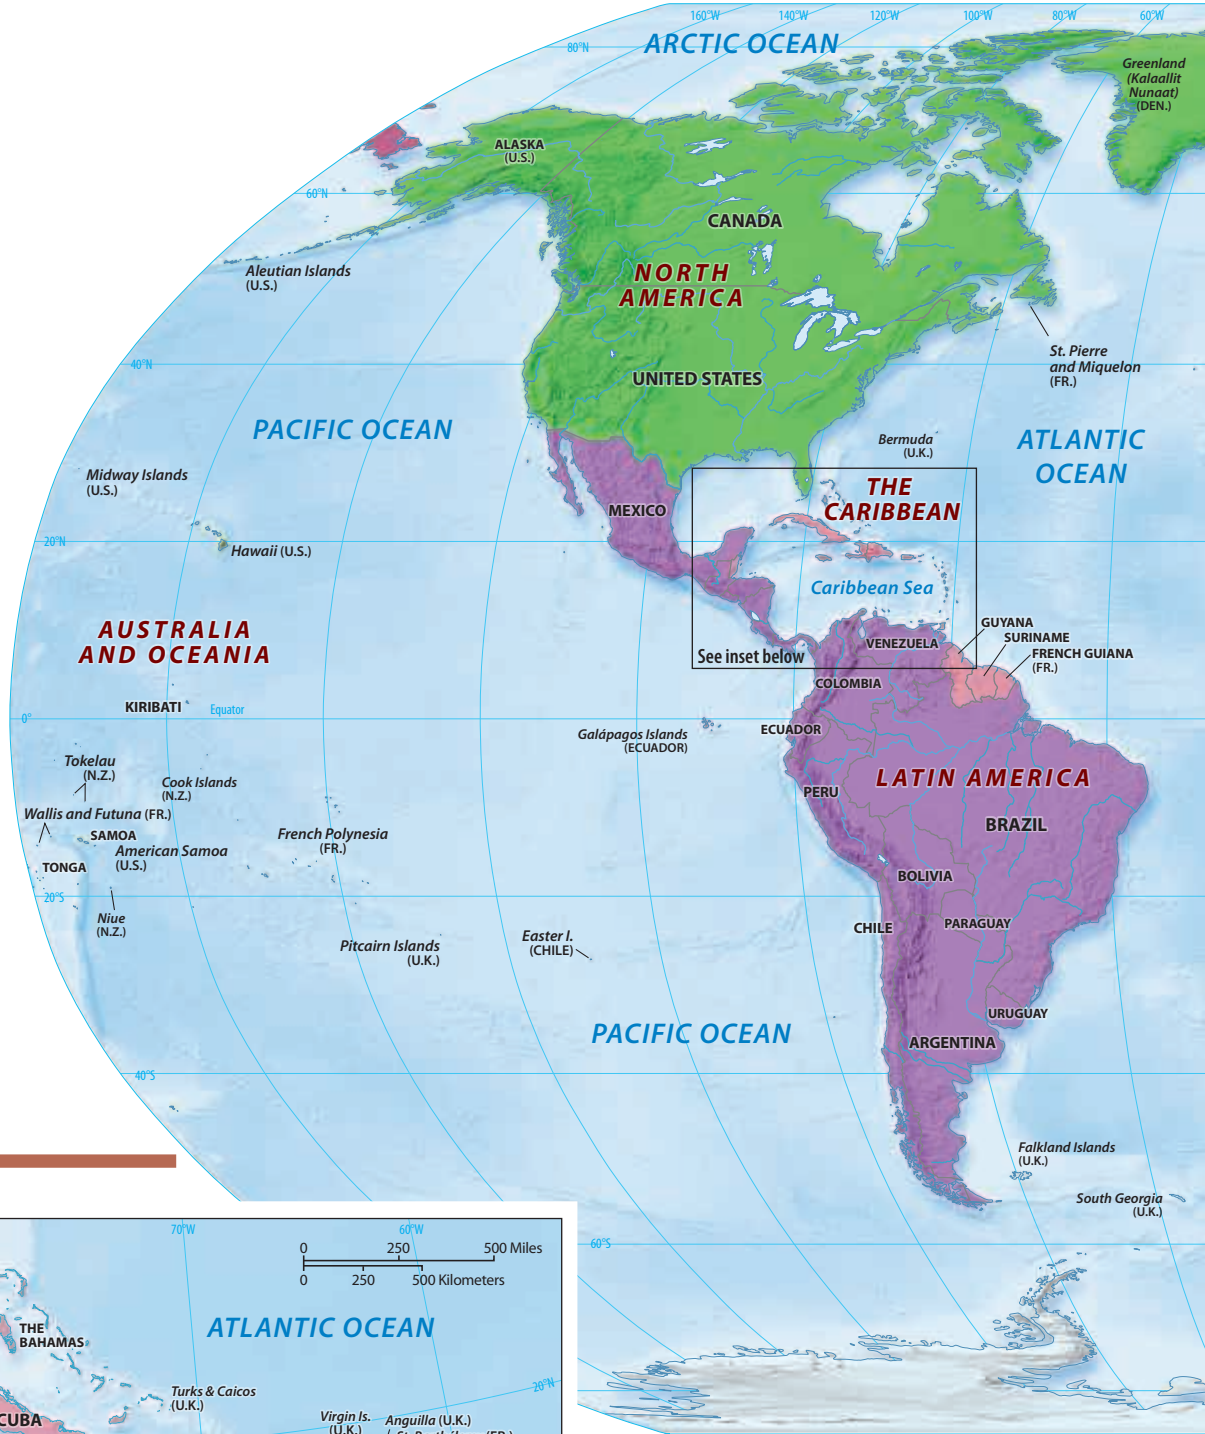 160°W
140°W
120°W
100°W
80°W
60°W
80°N
ARCTIC OCEAN
Greenland
(Kalaallit
Nunaat)
(DEN.)
ALASKA
(U.S.)
60°N
CANADA
Aleutian Islands
(U.S.)
NORTH
AMERICA
St. Pierre
and Miquelon
(FR.)
40°N
UNITED STATES
PACIFIC OCEAN
Bermuda
(U.K.)
ATLANTIC
OCEAN
Midway Islands
(U.S.)
THE
CARIBBEAN
MEXICO
20°N
Hawaii (U.S.)
Caribbean Sea
AUSTRALIA
AND OCEANIA
See inset below
VENEZUELA
GUYANA
SURINAME
FRENCH GUIANA
(FR.)
COLOMBIA
KIRIBATI
Equator
0°
Galápagos Islands
(ECUADOR)
ECUADOR
Tokelau
(N.Z.)
Cook Islands
(N.Z.)
PERU
LATIN AMERICA
Wallis and Futuna (FR.)
SAMOA
French Polynesia
(FR.)
BRAZIL
American Samoa
(U.S.)
TONGA
BOLIVIA
20°S
Niue
(N.Z.)
CHILE
PARAGUAY
Pitcairn Islands
(U.K.)
Easter I.
(CHILE)
URUGUAY
PACIFIC OCEAN
ARGENTINA
40°S
Falkland Islands
(U.K.)
South Georgia
(U.K.)
60°S
70°W
60°W
0 250 500 Miles
0 250 500 Kilometers
ATLANTIC OCEAN
THE
BAHAMAS
20°N
Turks & Caicos
(U.K.)
CUBA
Virgin Is.
(U.K.)
Anguilla (U.K.)